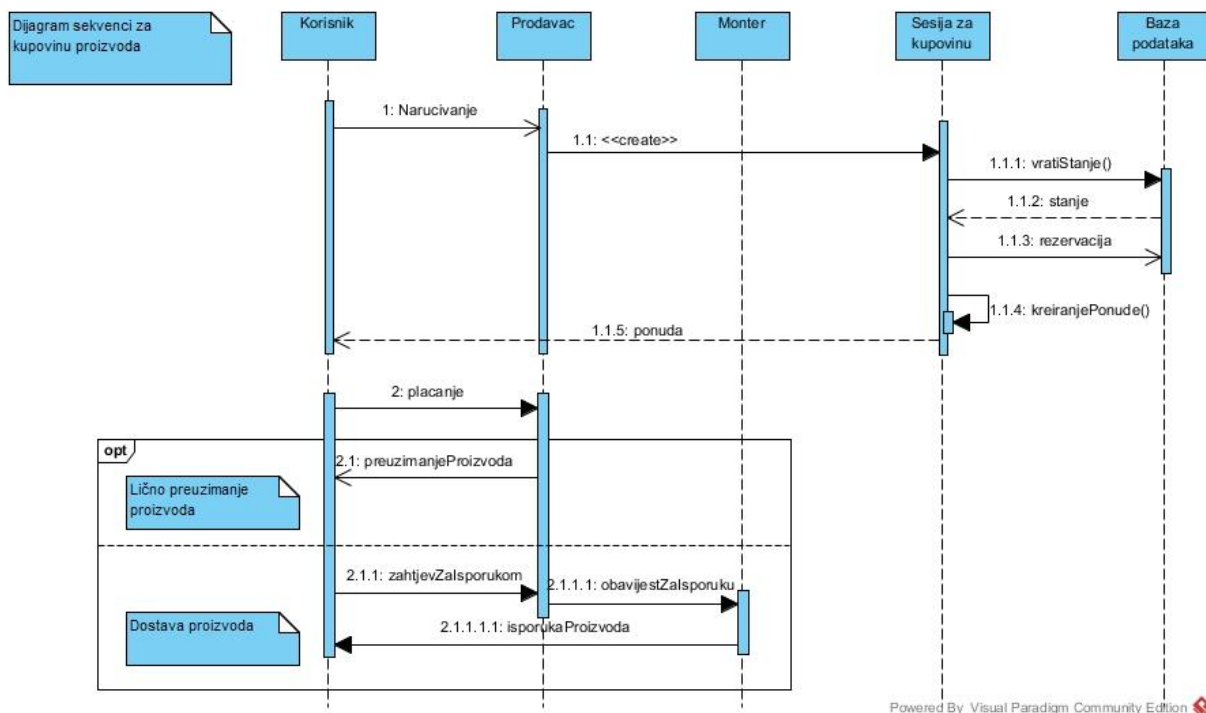 Dijagram sekvenci za
kupovinu proizvoda
Korisnik
Prodavac
Monter
Sesija za
kupovinu
Baza
podataka
1: Narucivanje
1.1: <<create>>
1.1.1: vratiStanje()
1.1.2: stanje
1.1.3: rezervacija
1.1.4: kreiranjePonude()
1.1.5: ponuda
2: placanje
opt
2.1: preuzimanjeProizvoda
Lično preuzimanje
proizvoda
2.1.1: zahtjevZaIsporukom
2.1.1.1: obavijestZaIsporuku
Dostava proizvoda
2.1.1.1.1: isporukaProizvoda
Powered By Visual Paradigm Community Edition